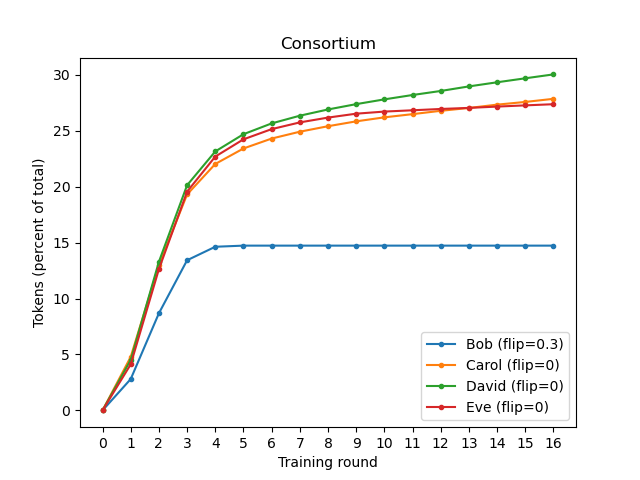 Consortium
Tokens (percent of total)
30
25
20
15
10
5
0
0 1 2 3 4 5 6 7 8 9 10 11 12 13 14 15 16
Training round
Bob (flip=0.3)
Carol (flip=0)
David (flip=0)
Eve (flip=0)